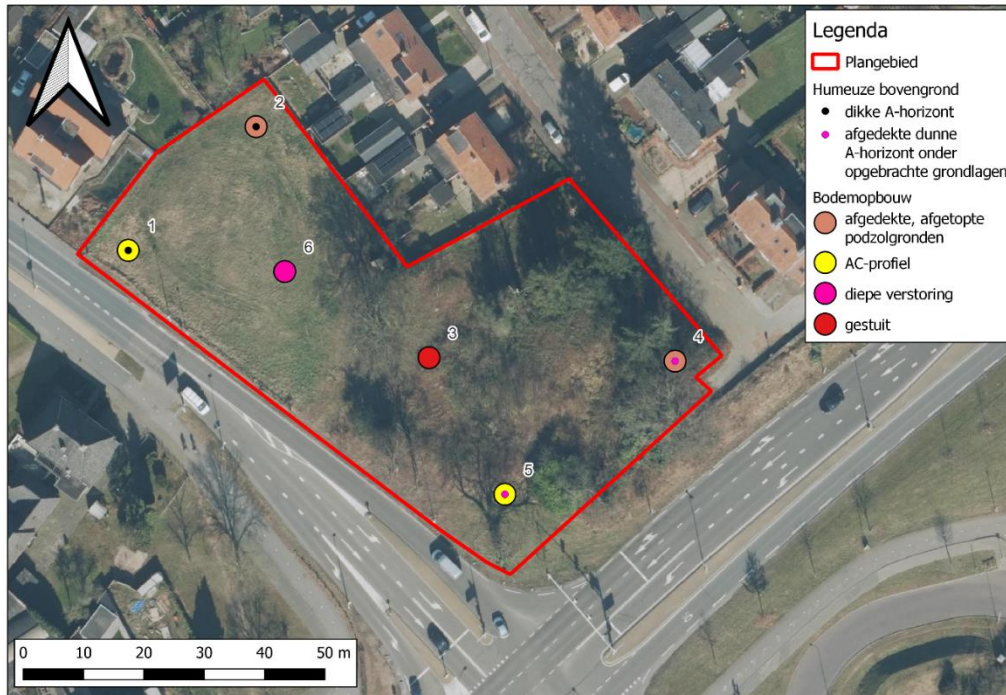 Legenda
Plangebied
Humeuze bovengrond
dikke A-horizont
afgedekte dunne
A-horizont onder
opgebrachte grondlagen
Bodemopbouw
afgedekte, afgetopte
podzolgronden
AC-profiel
diepe verstoring
gestuit
2
1
6
3
4
5
0 10 20 30 40 50 m